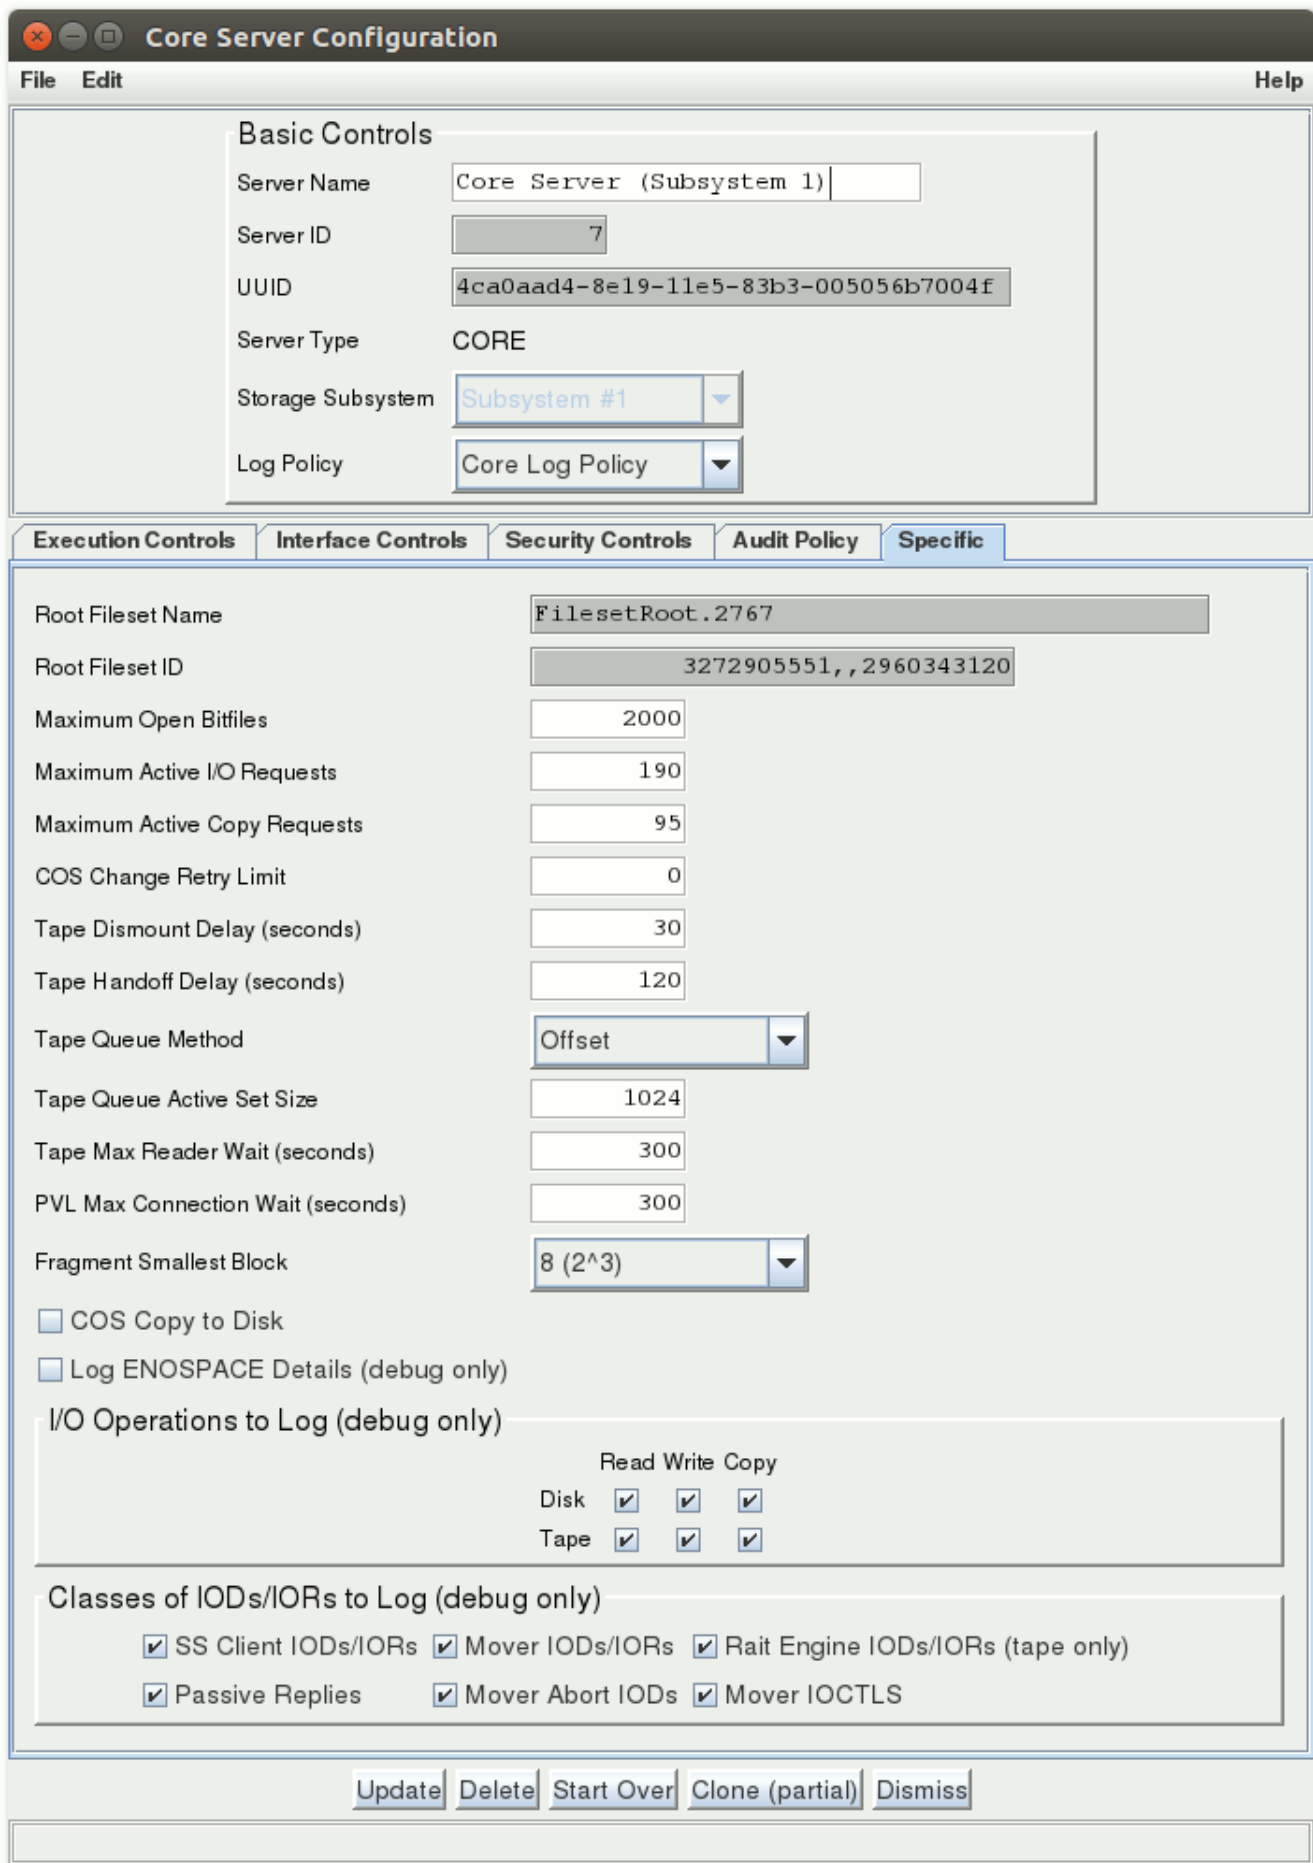 Core Server Configuration
File Edit Help
Basic Controls
Server Name Core Server (Subsystem 1)
Server ID 7
UUID 4ca0aad4-8e19-11e5-83b3-005056b7004f
Server Type CORE
Storage Subsystem Subsystem #1
Log Policy Core Log Policy
Execution Controls Interface Controls Security Controls Audit Policy Specific
Root Fileset Name FilesetRoot.2767
Root Fileset ID 3272905551,,2960343120
Maximum Open Bitfiles 2000
Maximum Active I/O Requests 190
Maximum Active Copy Requests 95
COS Change Retry Limit 0
Tape Dismount Delay (seconds) 30
Tape Handoff Delay (seconds) 120
Tape Queue Method Offset
Tape Queue Active Set Size 1024
Tape Max Reader Wait (seconds) 300
PVL Max Connection Wait (seconds) 300
Fragment Smallest Block 8 (2^3)
COS Copy to Disk
Log ENOSPACE Details (debug only)
I/O Operations to Log (debug only)
Read Write Copy
Disk
Tape
Classes of IODs/IORs to Log (debug only)
SS Client IODs/IORs Mover IODs/IORs Rait Engine IODs/IORs (tape only)
Passive Replies Mover Abort IODs Mover IOCTLS
Update Delete Start Over Clone (partial) Dismiss